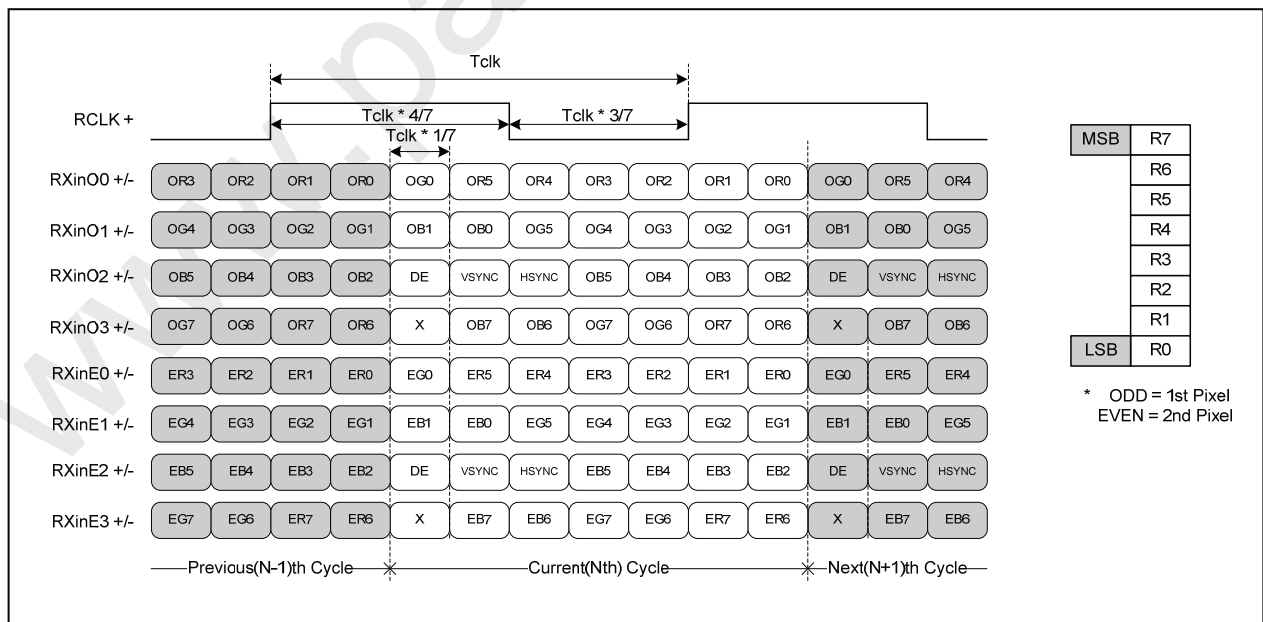 Tclk
RCLK +
Tclk * 4/7
Tclk * 3/7
Tclk * 1/7
RXinO0 +/- OR3 OR2 OR1 OR0 OG0 OR5 OR4 OR3 OR2 OR1 OR0 OG0 OR5 OR4
RXinO1 +/- OG4 OG3 OG2 OG1 OB1 OB0 OG5 OG4 OG3 OG2 OG1 OB1 OB0 OG5
RXinO2 +/- OB5 OB4 OB3 OB2 DE VSYNC HSYNC OB5 OB4 OB3 OB2 DE VSYNC HSYNC
RXinO3 +/- OG7 OG6 OR7 OR6 X OB7 OB6 OG7 OG6 OR7 OR6 X OB7 OB6
RXinE0 +/- ER3 ER2 ER1 ER0 EG0 ER5 ER4 ER3 ER2 ER1 ER0 EG0 ER5 ER4
RXinE1 +/- EG4 EG3 EG2 EG1 EB1 EB0 EG5 EG4 EG3 EG2 EG1 EB1 EB0 EG5
RXinE2 +/- EB5 EB4 EB3 EB2 DE VSYNC HSYNC EB5 EB4 EB3 EB2 DE VSYNC HSYNC
RXinE3 +/- EG7 EG6 ER7 ER6 X EB7 EB6 EG7 EG6 ER7 ER6 X EB7 EB6
Previous(N-1)th Cycle Current(Nth) Cycle Next(N+1)th Cycle
MSB R7
R6
R5
R4
R3
R2
R1
LSB R0
* ODD = 1st Pixel
EVEN = 2nd Pixel
www.pa